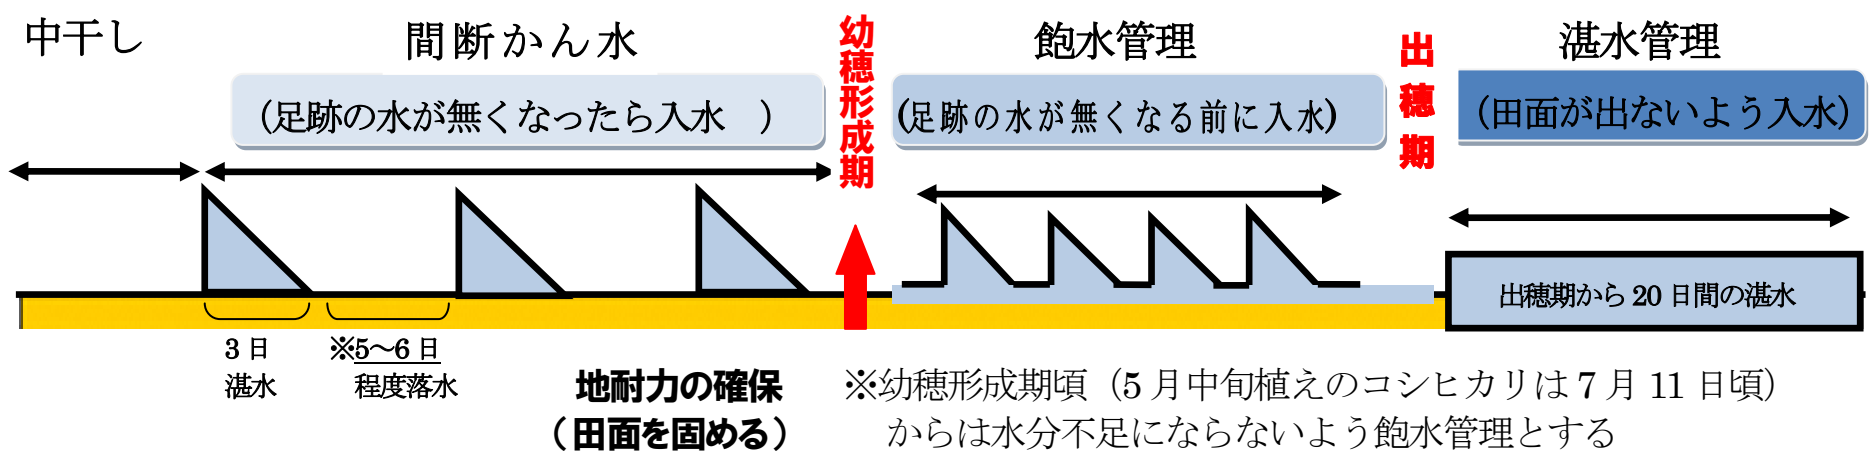 中干し
間断かん水
(足跡の水が無くなったら入水　)
幼穂形成期
飽水管理
(足跡の水が無くなる前に入水)
出穂期
湛水管理
(田面が出ないよう入水)
出穂期から 20 日間の湛水
3 日
湛水
※5～6 日
程度落水
地耐力の確保
(田面を固める)
※幼穂形成期頃（5 月中旬植えのコシヒカリは 7 月 11 日頃）
からは水分不足にならないよう飽水管理とする